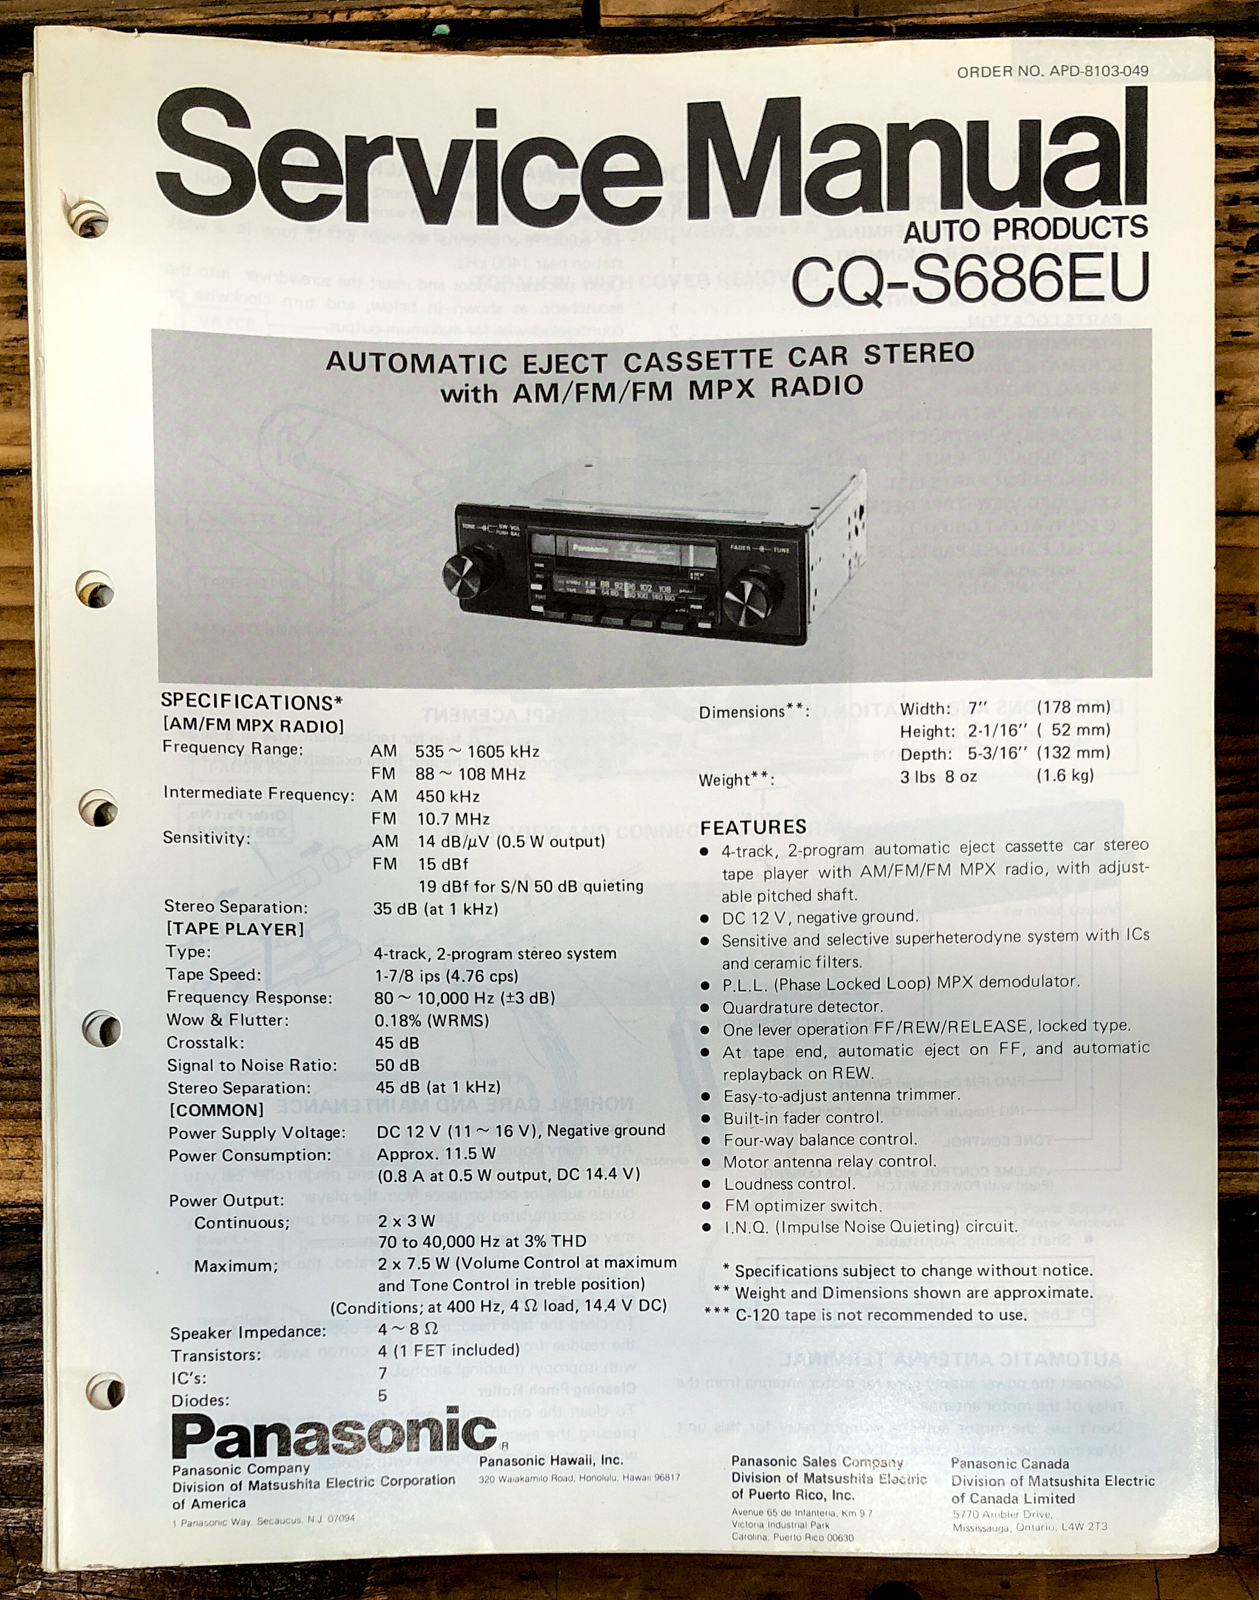 ORDER NO. APD-8103-049
Service Manual
AUTO PRODUCTS
CQ-S686EU
AUTOMATIC EJECT CASSETTE CAR STEREO
with AM/FM/FM MPX RADIO
TONE
SW VOL
PUSH BAL
Panasonic
FADER
TUNE
FM 88 92 96 102 108
AM 54 60 80 100 140 160
SPECIFICATIONS*
[AM/FM MPX RADIO]
Frequency Range: AM 535 ~ 1605 kHz
FM 88 ~ 108 MHz
Intermediate Frequency: AM 450 kHz
FM 10.7 MHz
Sensitivity: AM 14 dB/μV (0.5 W output)
FM 15 dBf
19 dBf for S/N 50 dB quieting
Stereo Separation: 35 dB (at 1 kHz)
[TAPE PLAYER]
Type: 4-track, 2-program stereo system
Tape Speed: 1-7/8 ips (4.76 cps)
Frequency Response: 80 ~ 10,000 Hz (±3 dB)
Wow & Flutter: 0.18% (WRMS)
Crosstalk: 45 dB
Signal to Noise Ratio: 50 dB
Stereo Separation: 45 dB (at 1 kHz)
[COMMON]
Power Supply Voltage: DC 12 V (11 ~ 16 V), Negative ground
Power Consumption: Approx. 11.5 W
(0.8 A at 0.5 W output, DC 14.4 V)
Power Output:
Continuous; 2 x 3 W
70 to 40,000 Hz at 3% THD
Maximum; 2 x 7.5 W (Volume Control at maximum
and Tone Control in treble position)
(Conditions; at 400 Hz, 4 Ω load, 14.4 V DC)
Speaker Impedance: 4 ~ 8 Ω
Transistors: 4 (1 FET included)
IC's: 7
Diodes: 5
Dimensions**: Width: 7'' (178 mm)
Height: 2-1/16'' ( 52 mm)
Depth: 5-3/16'' (132 mm)
Weight**: 3 lbs 8 oz (1.6 kg)
FEATURES
● 4-track, 2-program automatic eject cassette car stereo
tape player with AM/FM/FM MPX radio, with adjust-
able pitched shaft.
● DC 12 V, negative ground.
● Sensitive and selective superheterodyne system with ICs
and ceramic filters.
● P.L.L. (Phase Locked Loop) MPX demodulator.
● Quardrature detector.
● One lever operation FF/REW/RELEASE, locked type.
● At tape end, automatic eject on FF, and automatic
replayback on REW.
● Easy-to-adjust antenna trimmer.
● Built-in fader control.
● Four-way balance control.
● Motor antenna relay control.
● Loudness control.
● FM optimizer switch.
● I.N.Q. (Impulse Noise Quieting) circuit.
* Specifications subject to change without notice.
** Weight and Dimensions shown are approximate.
*** C-120 tape is not recommended to use.
Panasonic®
Panasonic Company
Division of Matsushita Electric Corporation
of America
1 Panasonic Way, Secaucus, N.J. 07094
Panasonic Hawaii, Inc.
320 Waiakamilo Road, Honolulu, Hawaii 96817
Panasonic Sales Company
Division of Matsushita Electric
of Puerto Rico, Inc.
Avenue 65 de Infanteria, Km 9.7
Victoria Industrial Park
Carolina, Puerto Rico 00630
Panasonic Canada
Division of Matsushita Electric
of Canada Limited
5770 Ambler Drive,
Mississauga, Ontario, L4W 2T3